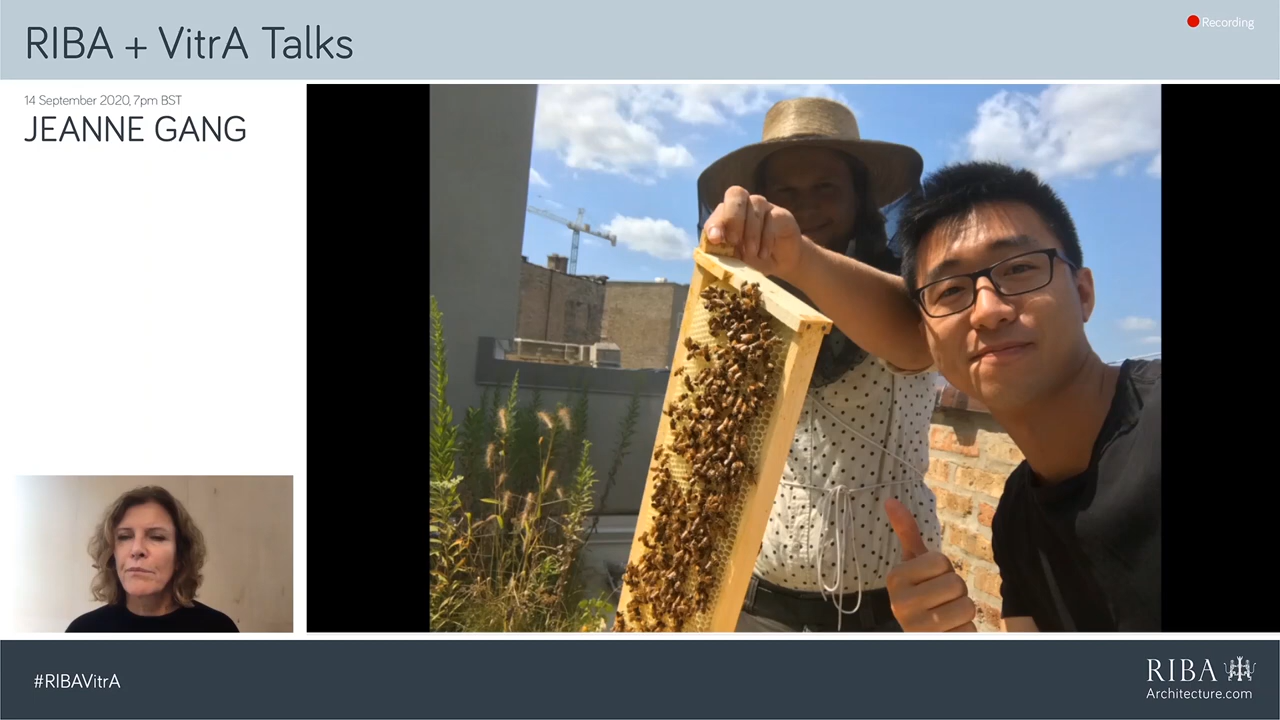 RIBA + VitrA Talks
Recording
14 September 2020, 7pm BST
JEANNE GANG
#RIBAVitrA
RIBA
Architecture.com